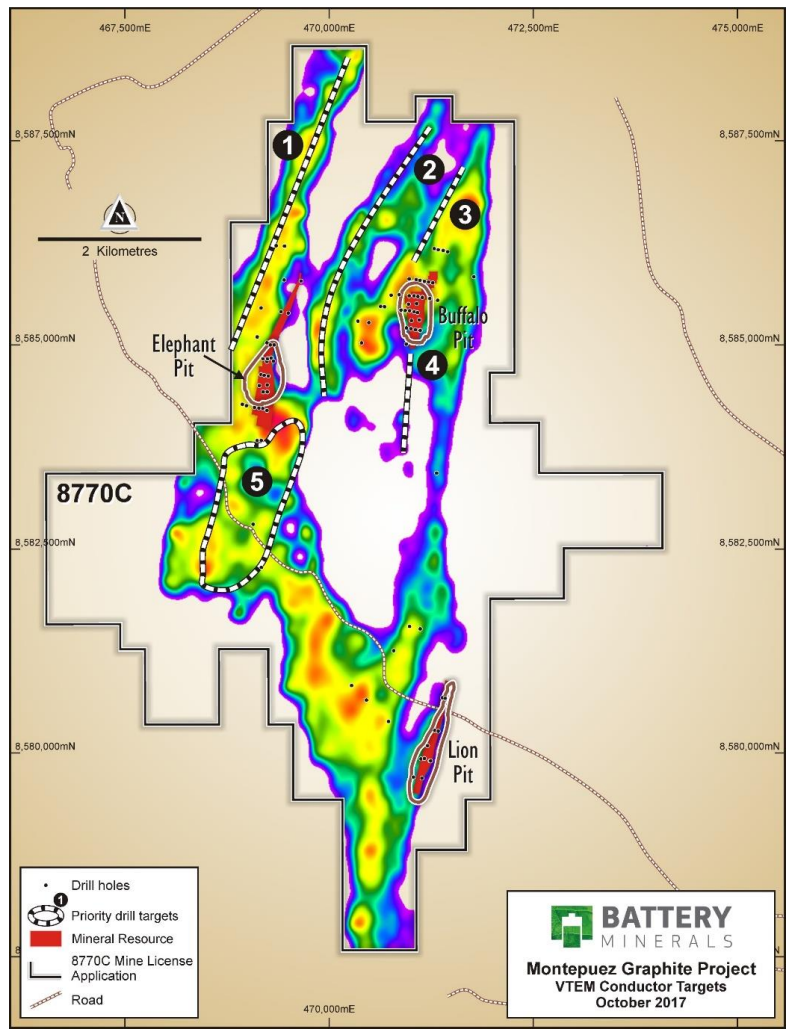 467,500mE
470,000mE
472,500mE
475,000mE
8,587,500mN
8,587,500mN
1
2
3
N
2 Kilometres
8,585,000mN
8,585,000mN
Elephant
Pit
Buffalo
Pit
4
5
8770C
8,582,500mN
8,582,500mN
8,580,000mN
8,580,000mN
Lion
Pit
Drill holes
1
Priority drill targets
Mineral Resource
8770C Mine License
Application
Road
BATTERY
MINERALS
Montepuez Graphite Project
VTEM Conductor Targets
October 2017
470,000mE